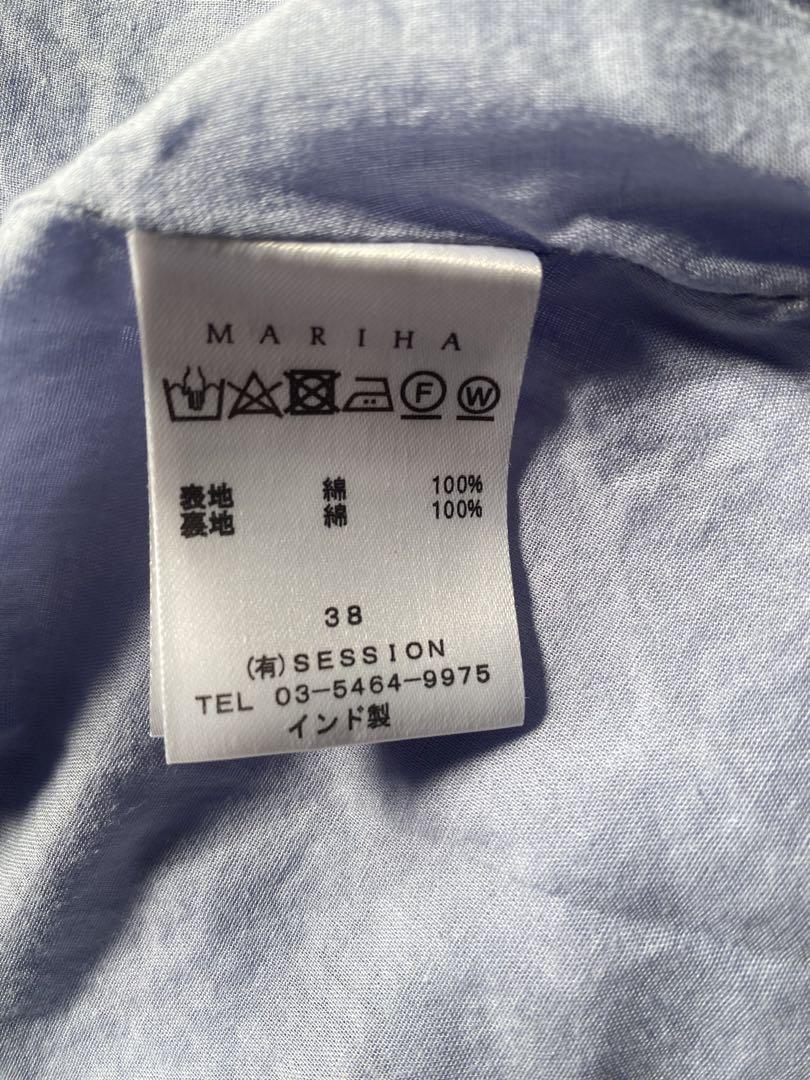 MARIHA
F W
表地 綿 100%
裏地 綿 100%
38
(有)SESSION
TEL 03-5464-9975
インド製